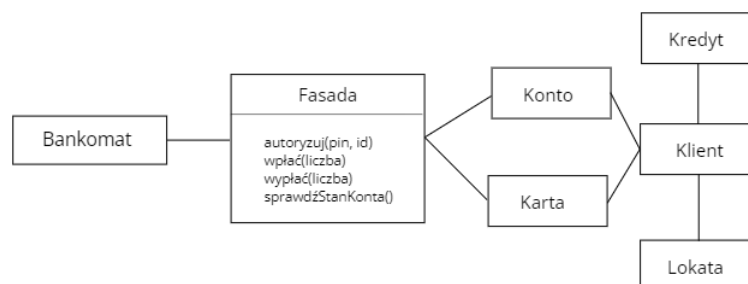 Bankomat
Fasada
autoryzuj(pin, id)
wpłać(liczba)
wypłać(liczba)
sprawdźStanKonta()
Konto
Karta
Kredyt
Klient
Lokata